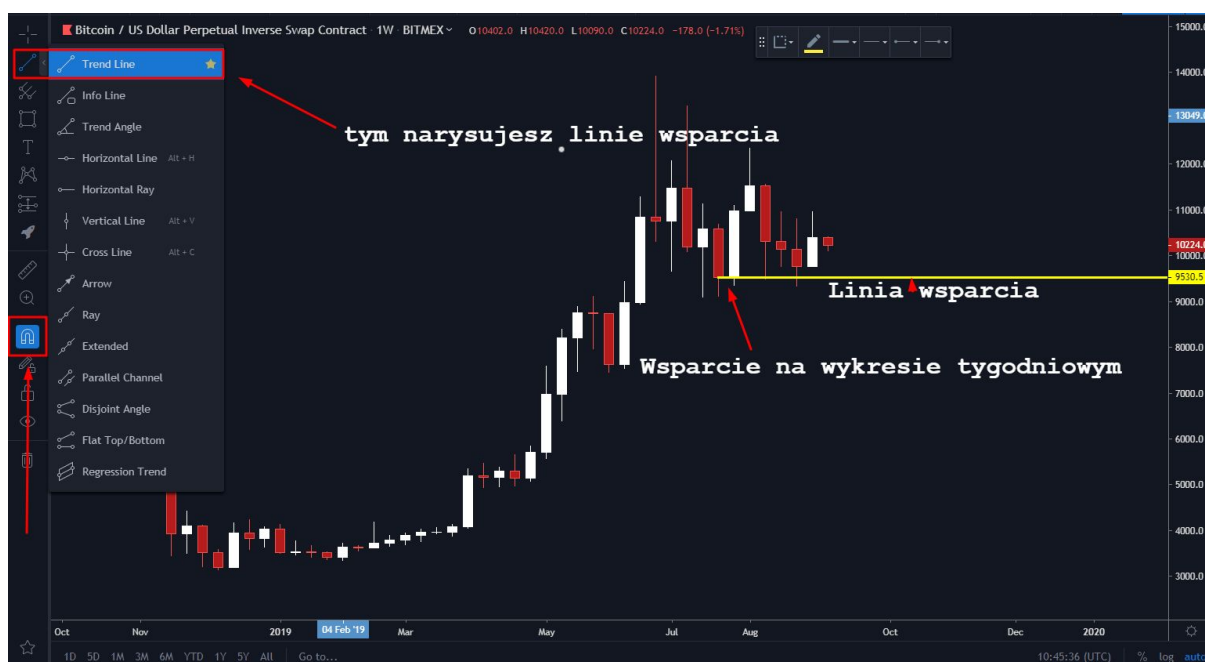 Bitcoin / US Dollar Perpetual Inverse Swap Contract 1W BITMEX O10402.0 H10420.0 L10090.0 C10224.0 -178.0 (-1.71%)
Trend Line
Info Line
Trend Angle
Horizontal Line Alt + H
Horizontal Ray
Vertical Line Alt + V
Cross Line Alt + C
Arrow
Ray
Extended
Parallel Channel
Disjoint Angle
Flat Top/Bottom
Regression Trend
T
tym narysujesz linie wsparcia
Linia wsparcia
Wsparcie na wykresie tygodniowym
15000.0
14000.0
13049.0
12000.0
11000.0
10224.0
10000.0
9530.5
9000.0
8000.0
7000.0
6000.0
5000.0
4000.0
3000.0
Oct Nov 2019 04 Feb '19 Mar May Jul Aug Oct Dec 2020
1D 5D 1M 3M 6M YTD 1Y 5Y All Go to... 10:45:36 (UTC) % log auto